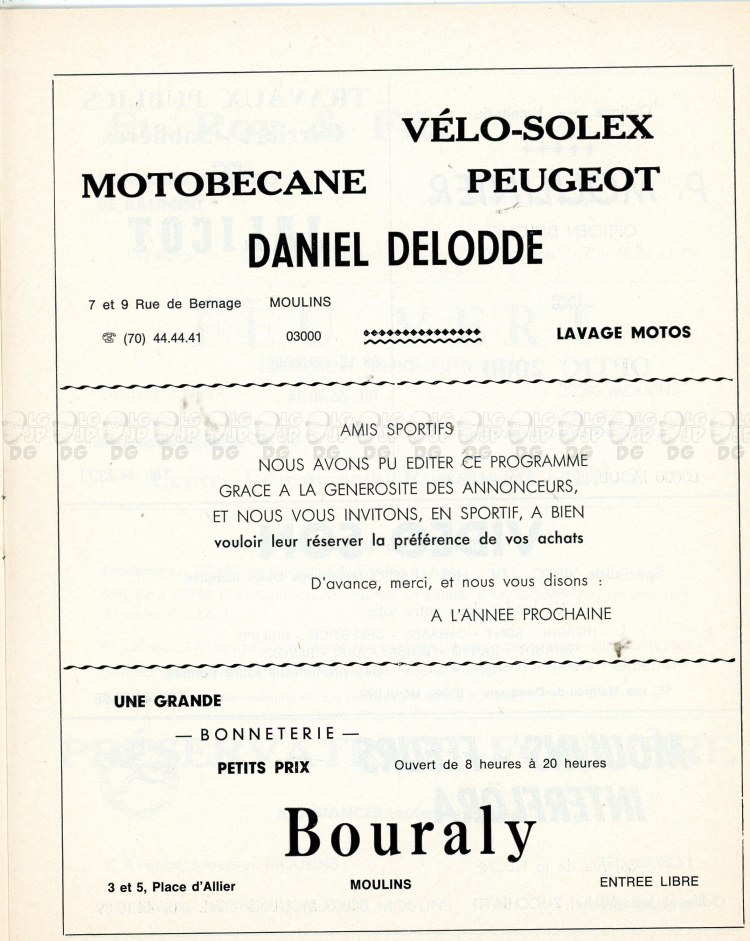 VÉLO-SOLEX
MOTOBECANE PEUGEOT
DANIEL DELODDE
7 et 9 Rue de Bernage MOULINS
☎ (70) 44.44.41 03000 LAVAGE MOTOS
AMIS SPORTIFS
NOUS AVONS PU EDITER CE PROGRAMME
GRACE A LA GENEROSITE DES ANNONCEURS,
ET NOUS VOUS INVITONS, EN SPORTIF, A BIEN
vouloir leur réserver la préférence de vos achats
D'avance, merci, et nous vous disons :
A L'ANNEE PROCHAINE
UNE GRANDE
— BONNETERIE —
PETITS PRIX Ouvert de 8 heures à 20 heures
Bouraly
3 et 5, Place d'Allier MOULINS ENTREE LIBRE